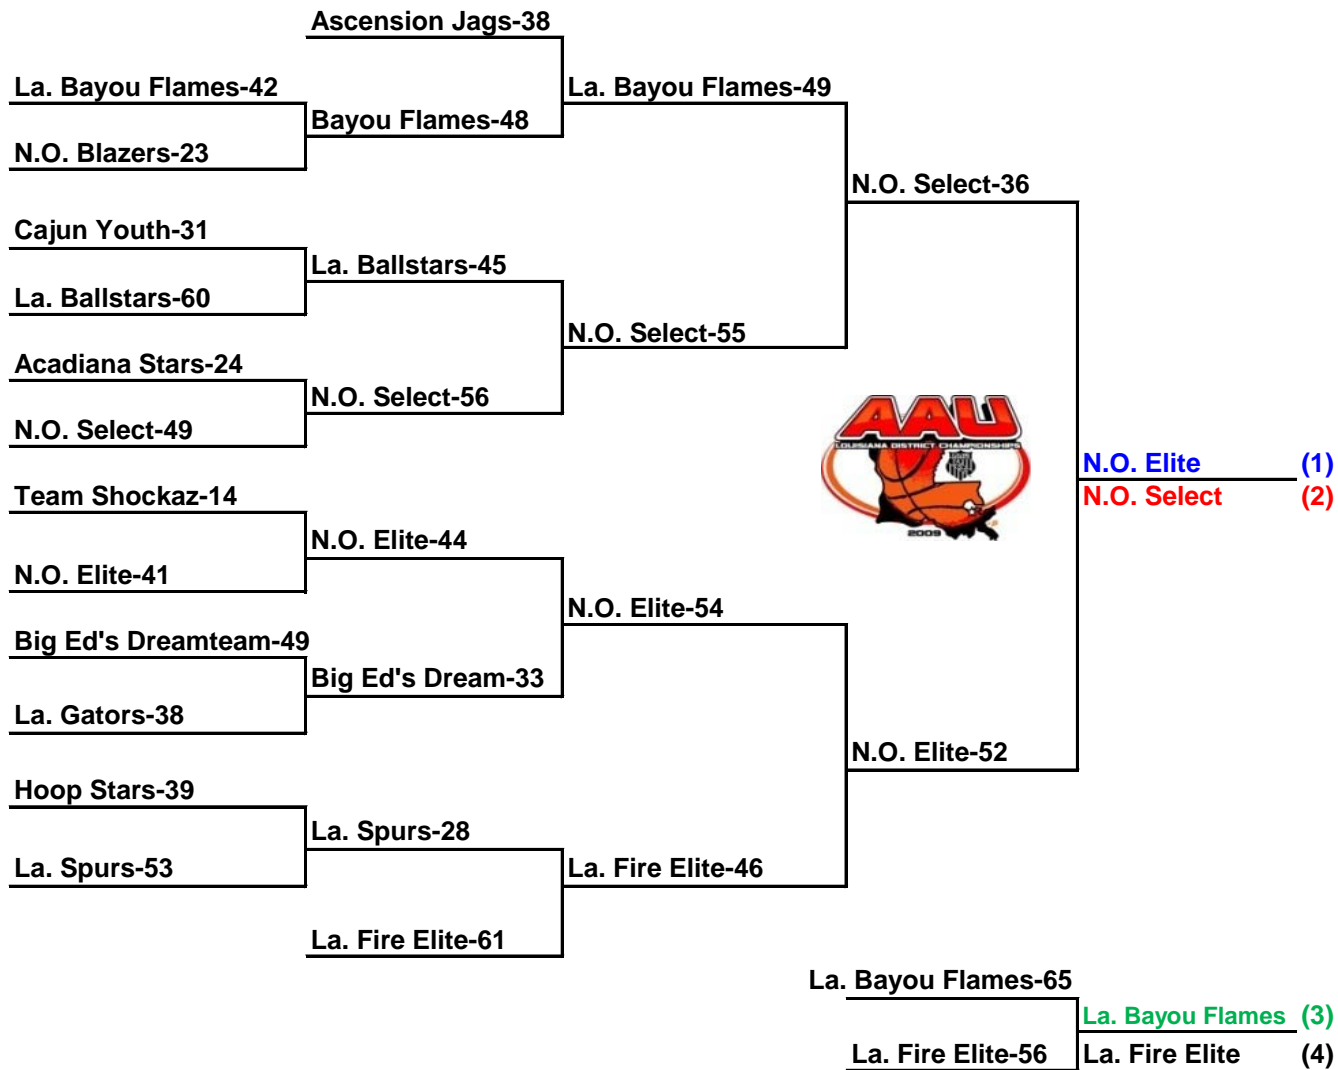 Ascension Jags-38
La. Bayou Flames-42
La. Bayou Flames-49
Bayou Flames-48
N.O. Blazers-23
N.O. Select-36
Cajun Youth-31
La. Ballstars-45
La. Ballstars-60
N.O. Select-55
Acadiana Stars-24
N.O. Select-56
N.O. Select-49
AAU
LOUISIANA DISTRICT CHAMPIONSHIPS
2009
N.O. Elite (1)
N.O. Select (2)
Team Shockaz-14
N.O. Elite-44
N.O. Elite-41
N.O. Elite-54
Big Ed's Dreamteam-49
Big Ed's Dream-33
La. Gators-38
N.O. Elite-52
Hoop Stars-39
La. Spurs-28
La. Spurs-53
La. Fire Elite-46
La. Fire Elite-61
La. Bayou Flames-65
La. Bayou Flames (3)
La. Fire Elite-56
La. Fire Elite (4)